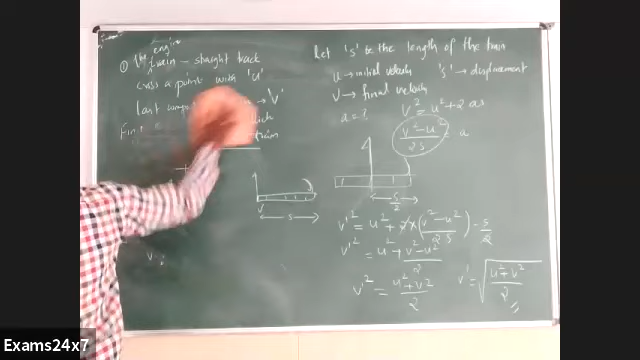 ① The train – straight track
engine
cross a point with 'u'
last → V'
Find
train
V
s
V
Let 's' be the length of the train
u → initial velocity 's' → displacement
V → final velocity
a = ?
V² = u² + 2 as
V² – u² / 2s = a
s/2
V'² = u² + 2 × (V² – u² / 2s) · s/2
V'² = u² + V² – u² / 2
V'² = u² + V² / 2
V' = √ u² + V² / 2
Exams24x7